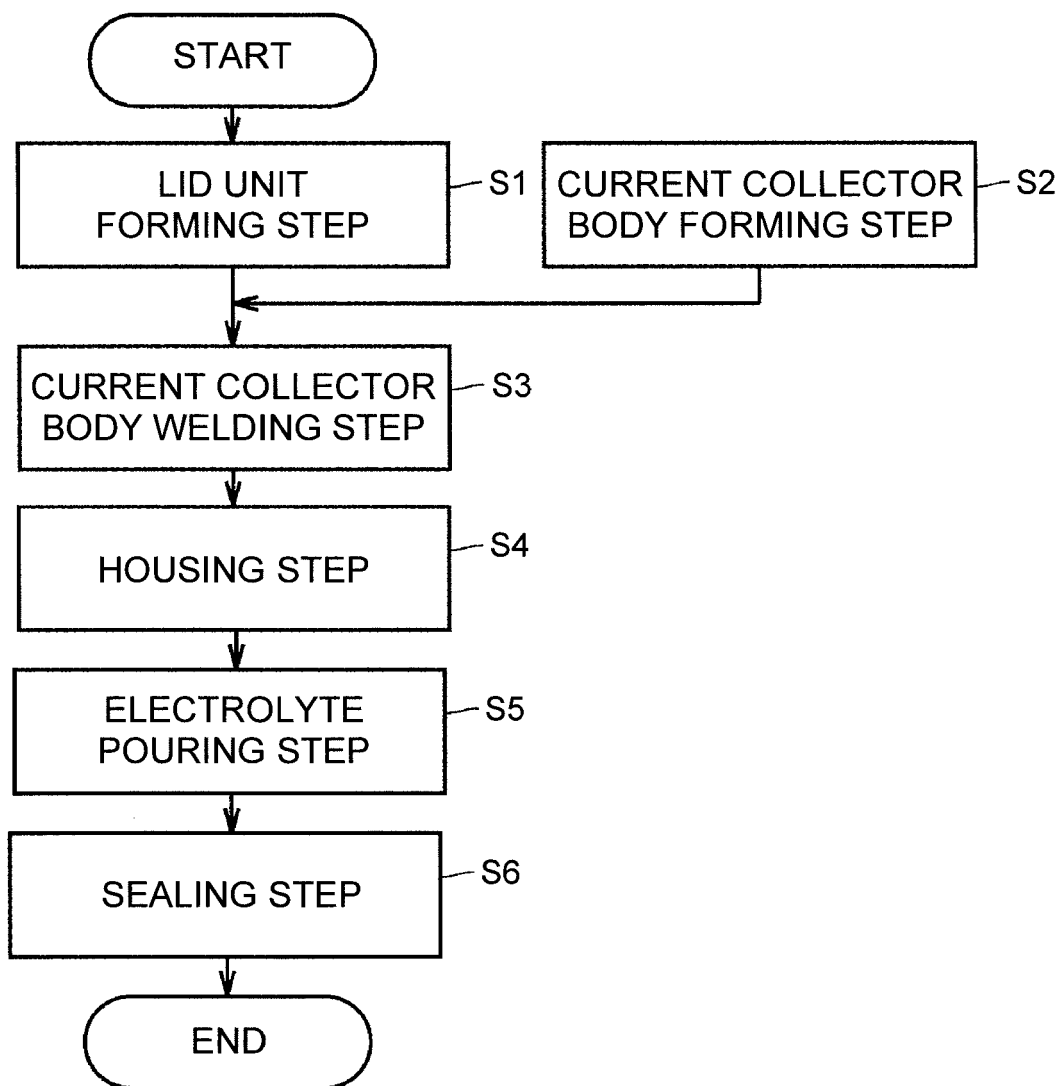 START
LID UNIT
FORMING STEP
S1
CURRENT COLLECTOR
BODY FORMING STEP
S2
CURRENT COLLECTOR
BODY WELDING STEP
S3
HOUSING STEP
S4
ELECTROLYTE
POURING STEP
S5
SEALING STEP
S6
END